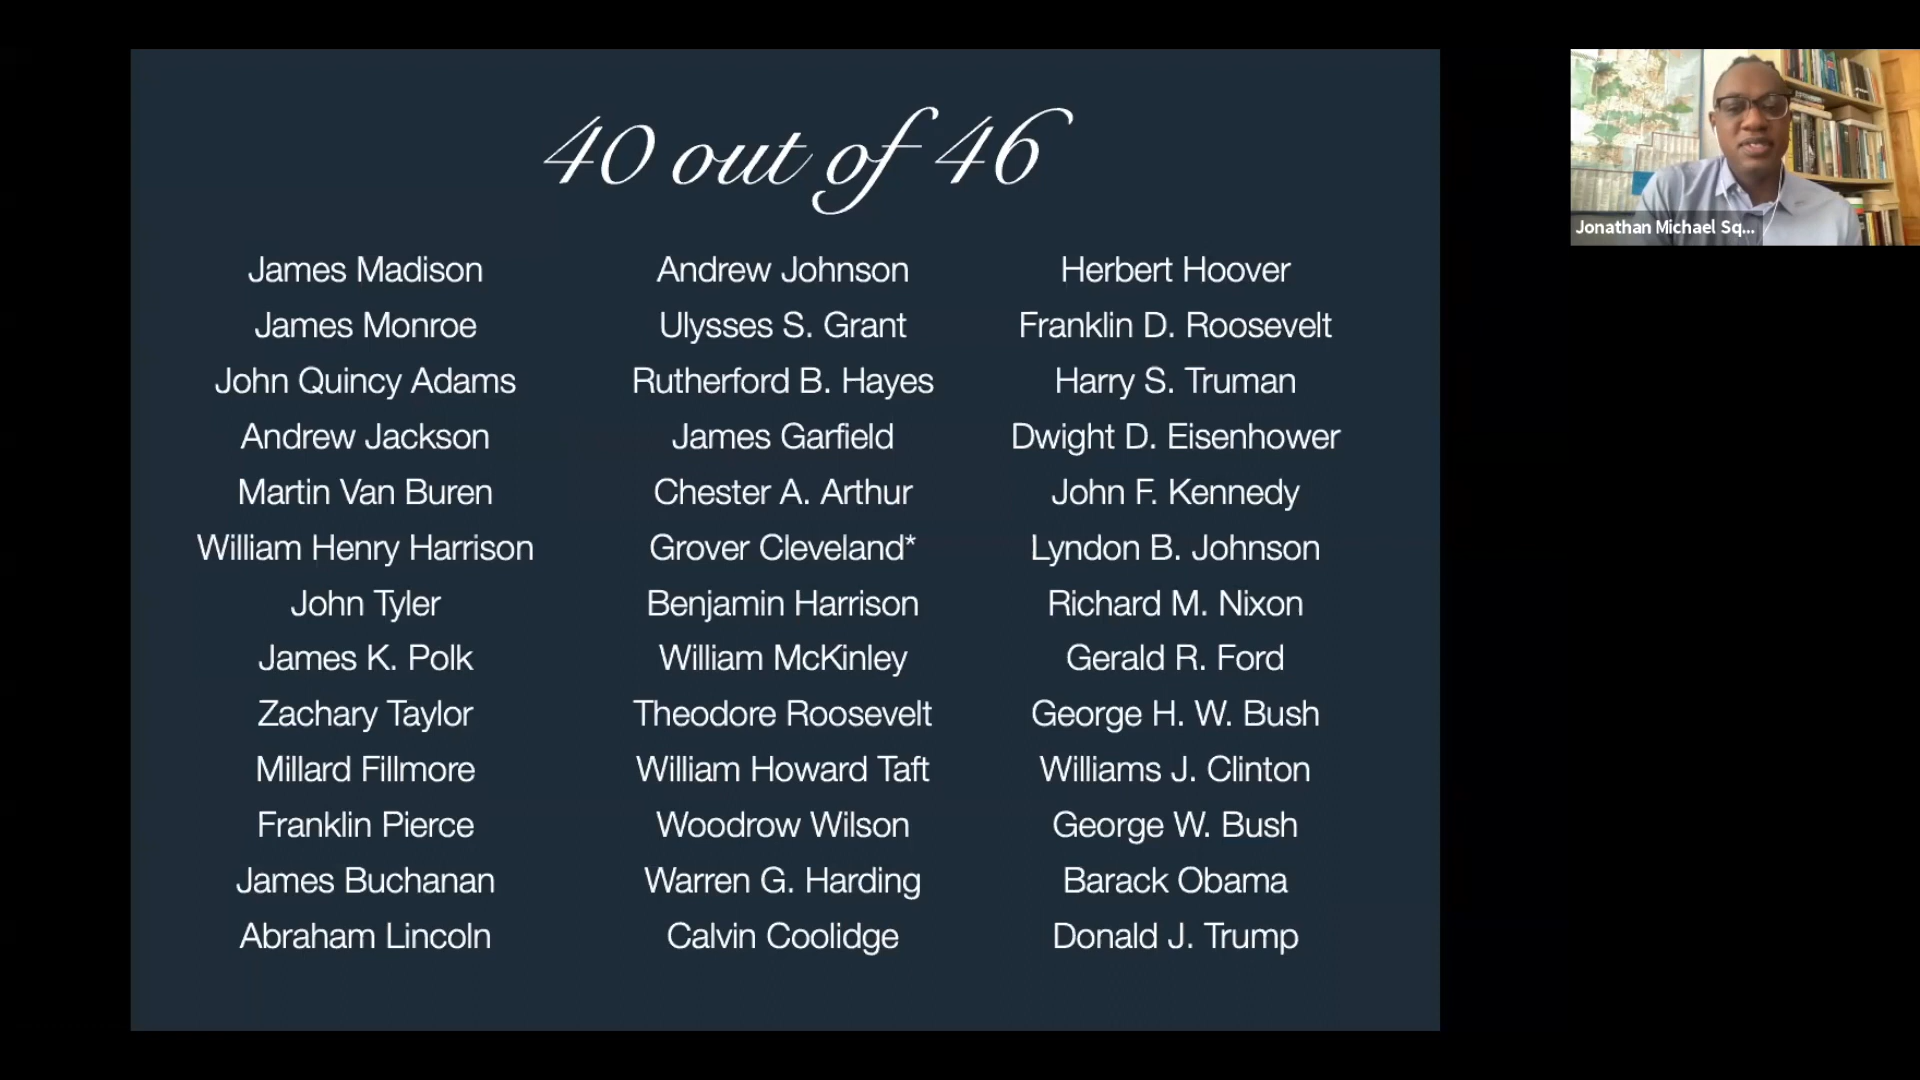 40 out of 46
James Madison
James Monroe
John Quincy Adams
Andrew Jackson
Martin Van Buren
William Henry Harrison
John Tyler
James K. Polk
Zachary Taylor
Millard Fillmore
Franklin Pierce
James Buchanan
Abraham Lincoln
Andrew Johnson
Ulysses S. Grant
Rutherford B. Hayes
James Garfield
Chester A. Arthur
Grover Cleveland*
Benjamin Harrison
William McKinley
Theodore Roosevelt
William Howard Taft
Woodrow Wilson
Warren G. Harding
Calvin Coolidge
Herbert Hoover
Franklin D. Roosevelt
Harry S. Truman
Dwight D. Eisenhower
John F. Kennedy
Lyndon B. Johnson
Richard M. Nixon
Gerald R. Ford
George H. W. Bush
Williams J. Clinton
George W. Bush
Barack Obama
Donald J. Trump
Jonathan Michael Sq...